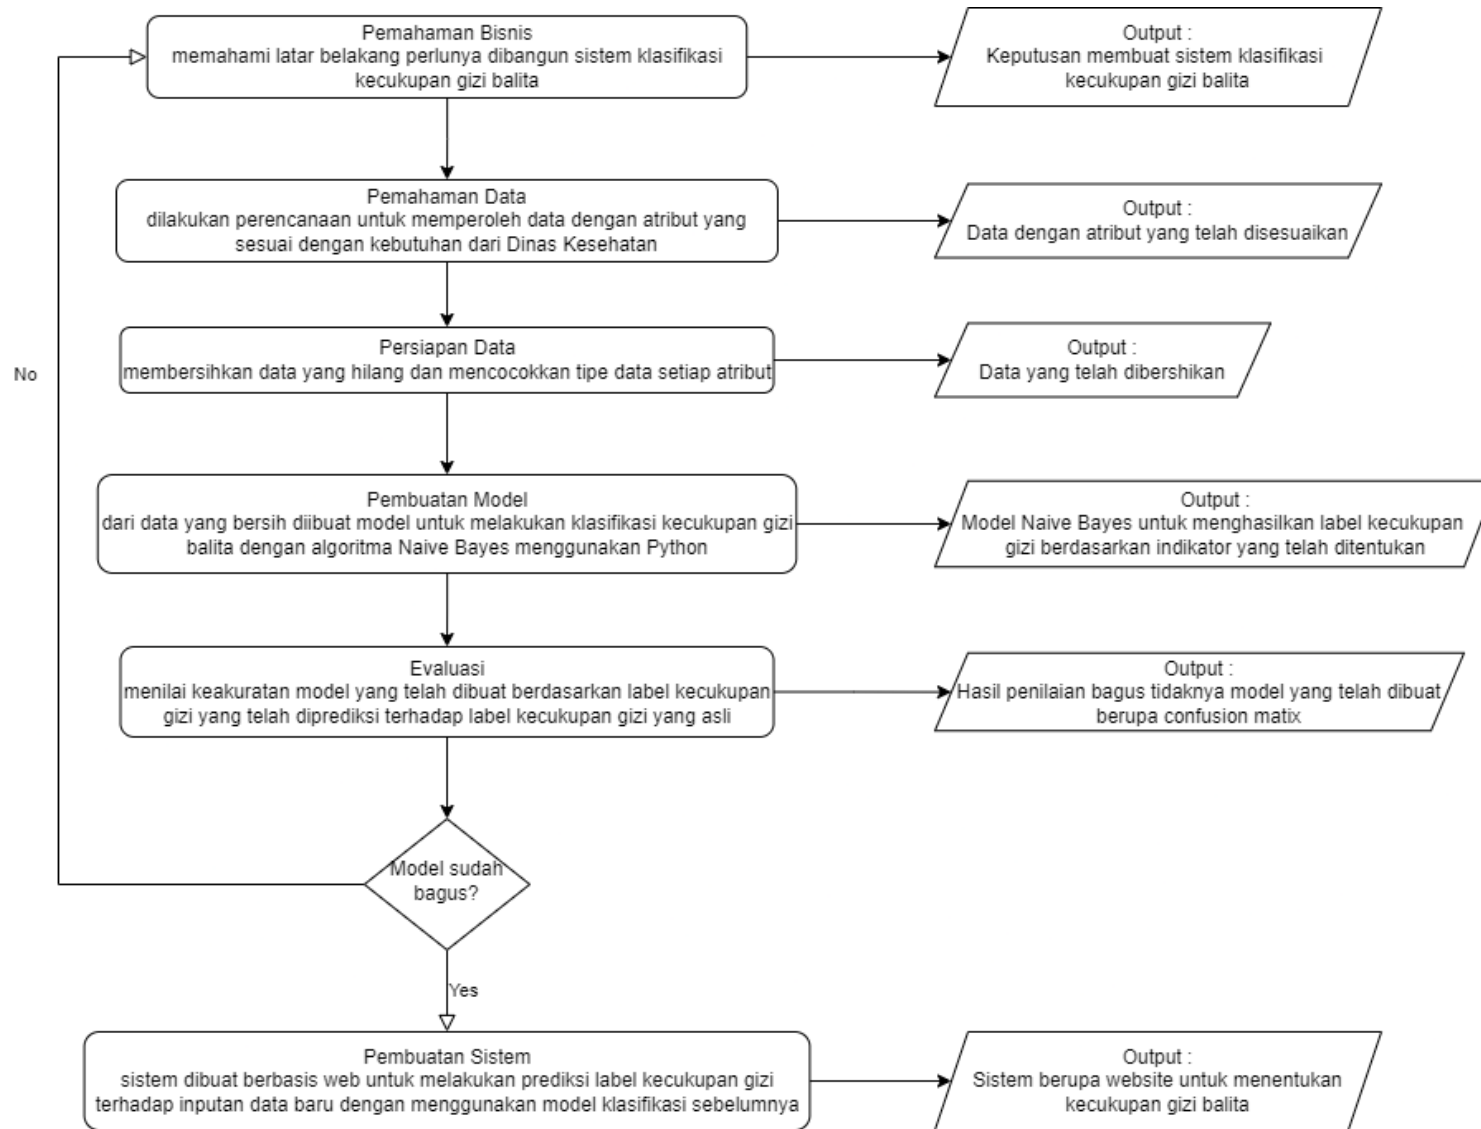 Pemahaman Bisnis
memahami latar belakang perlunya dibangun sistem klasifikasi
kecukupan gizi balita
Output :
Keputusan membuat sistem klasifikasi
kecukupan gizi balita
Pemahaman Data
dilakukan perencanaan untuk memperoleh data dengan atribut yang
sesuai dengan kebutuhan dari Dinas Kesehatan
Output :
Data dengan atribut yang telah disesuaikan
Persiapan Data
membersihkan data yang hilang dan mencocokkan tipe data setiap atribut
Output :
Data yang telah dibershikan
No
Pembuatan Model
dari data yang bersih diibuat model untuk melakukan klasifikasi kecukupan gizi
balita dengan algoritma Naive Bayes menggunakan Python
Output :
Model Naive Bayes untuk menghasilkan label kecukupan
gizi berdasarkan indikator yang telah ditentukan
Evaluasi
menilai keakuratan model yang telah dibuat berdasarkan label kecukupan
gizi yang telah diprediksi terhadap label kecukupan gizi yang asli
Output :
Hasil penilaian bagus tidaknya model yang telah dibuat
berupa confusion matix
Model sudah
bagus?
Yes
Pembuatan Sistem
sistem dibuat berbasis web untuk melakukan prediksi label kecukupan gizi
terhadap inputan data baru dengan menggunakan model klasifikasi sebelumnya
Output :
Sistem berupa website untuk menentukan
kecukupan gizi balita